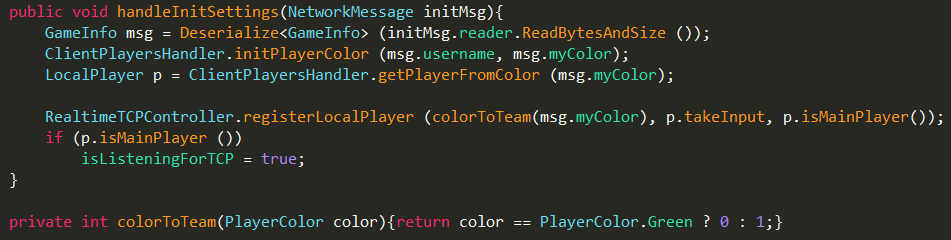 public void handleInitSettings(NetworkMessage initMsg){
GameInfo msg = Deserialize<GameInfo> (initMsg.reader.ReadBytesAndSize ());
ClientPlayersHandler.initPlayerColor (msg.username, msg.myColor);
LocalPlayer p = ClientPlayersHandler.getPlayerFromColor (msg.myColor);
RealtimeTCPController.registerLocalPlayer (colorToTeam(msg.myColor), p.takeInput, p.isMainPlayer());
if (p.isMainPlayer ())
isListeningForTCP = true;
}
private int colorToTeam(PlayerColor color){return color == PlayerColor.Green ? 0 : 1;}